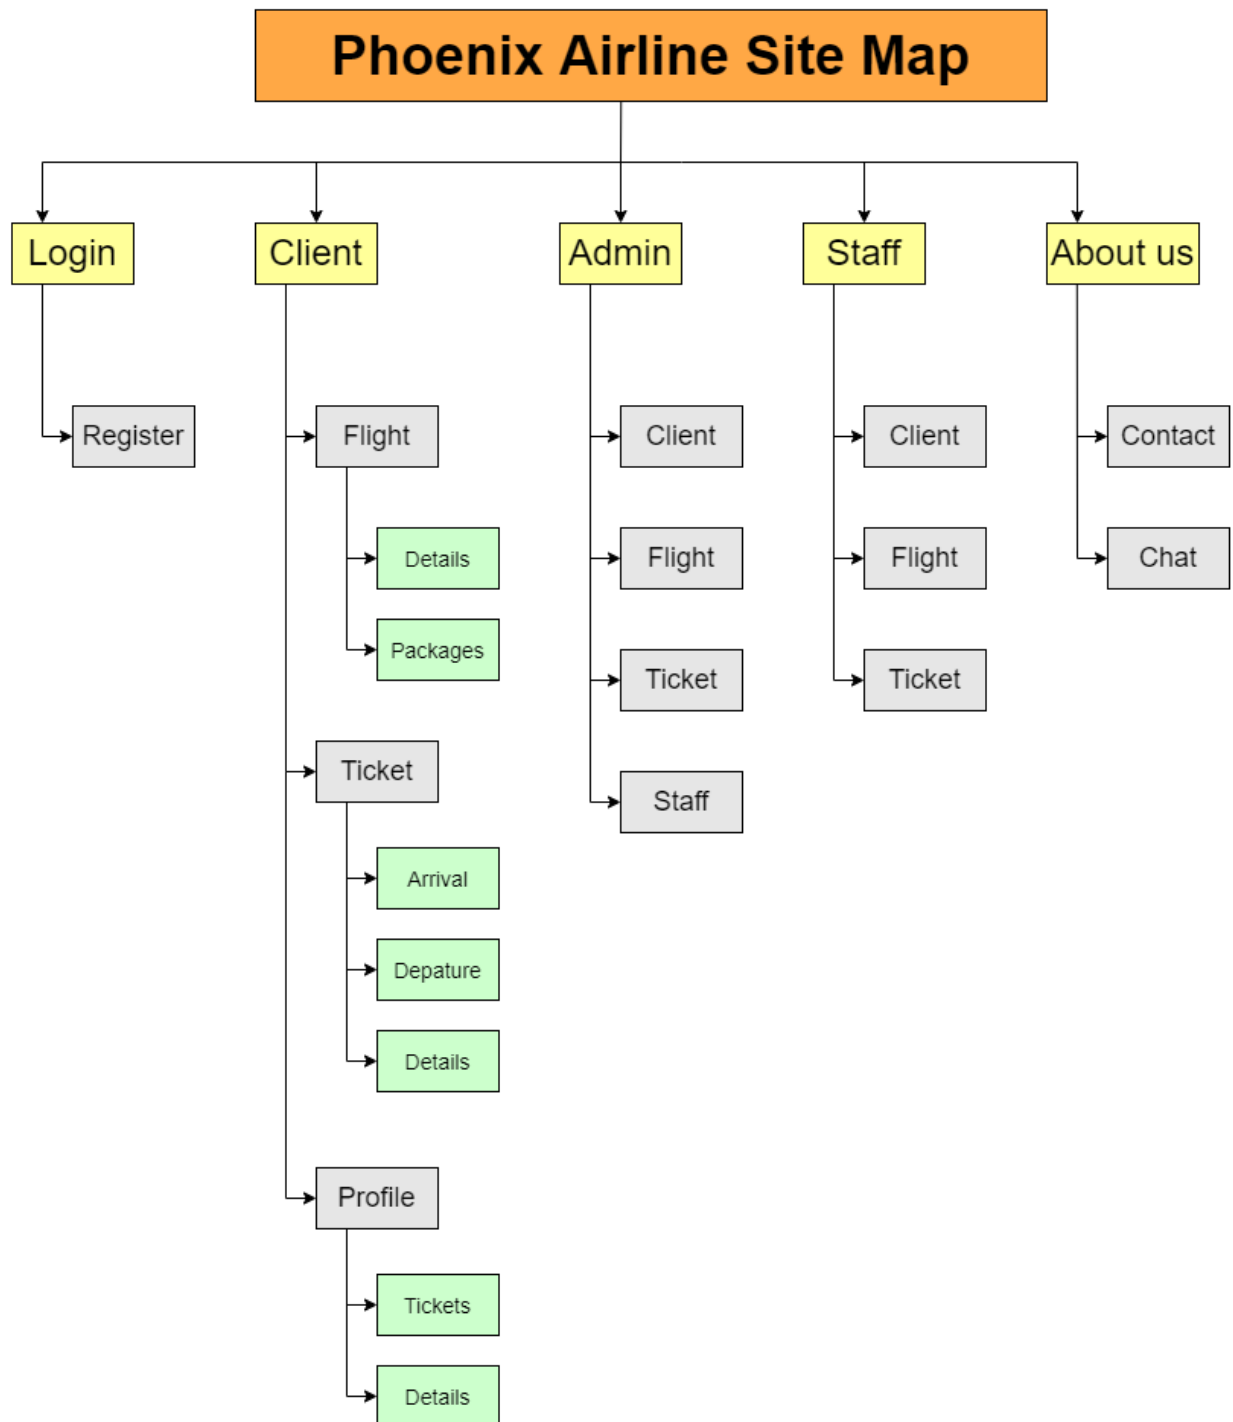 Phoenix Airline Site Map
Login
Client
Admin
Staff
About us
Register
Flight
Client
Client
Contact
Details
Flight
Flight
Chat
Packages
Ticket
Ticket
Ticket
Staff
Arrival
Depature
Details
Profile
Tickets
Details